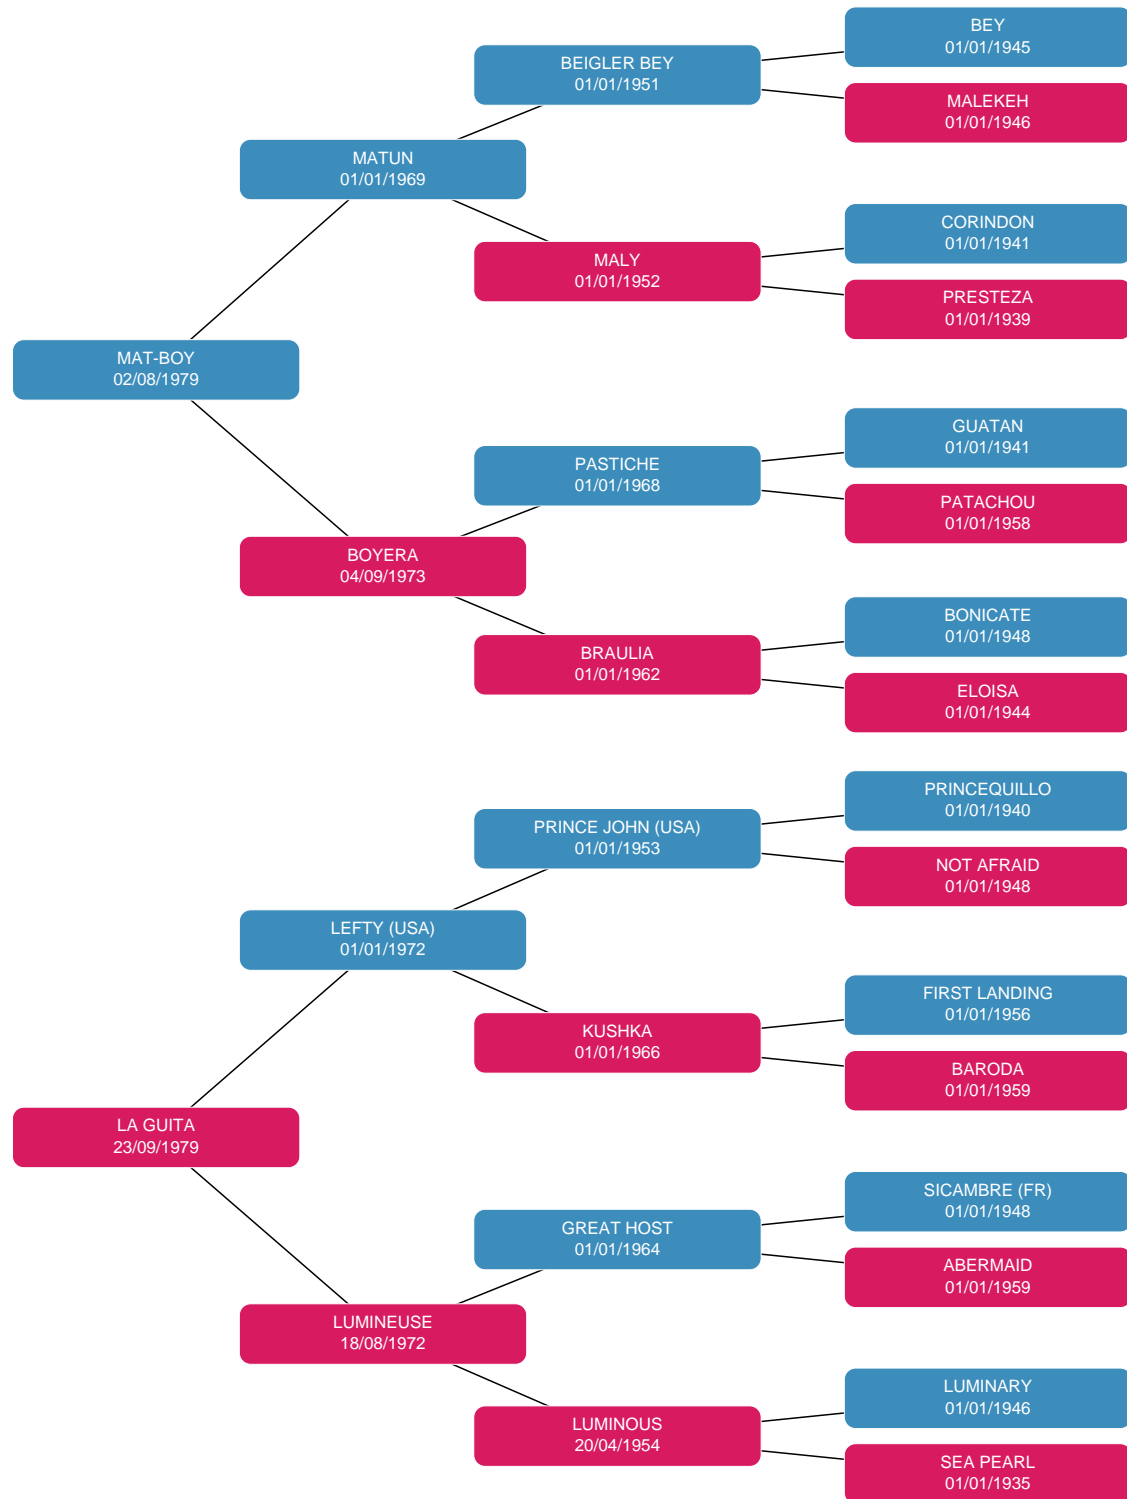 BEY
01/01/1945
BEIGLER BEY
01/01/1951
MALEKEH
01/01/1946
MATUN
01/01/1969
CORINDON
01/01/1941
MALY
01/01/1952
PRESTEZA
01/01/1939
MAT-BOY
02/08/1979
GUATAN
01/01/1941
PASTICHE
01/01/1968
PATACHOU
01/01/1958
BOYERA
04/09/1973
BONICATE
01/01/1948
BRAULIA
01/01/1962
ELOISA
01/01/1944
PRINCEQUILLO
01/01/1940
PRINCE JOHN (USA)
01/01/1953
NOT AFRAID
01/01/1948
LEFTY (USA)
01/01/1972
FIRST LANDING
01/01/1956
KUSHKA
01/01/1966
BARODA
01/01/1959
LA GUITA
23/09/1979
SICAMBRE (FR)
01/01/1948
GREAT HOST
01/01/1964
ABERMAID
01/01/1959
LUMINEUSE
18/08/1972
LUMINARY
01/01/1946
LUMINOUS
20/04/1954
SEA PEARL
01/01/1935